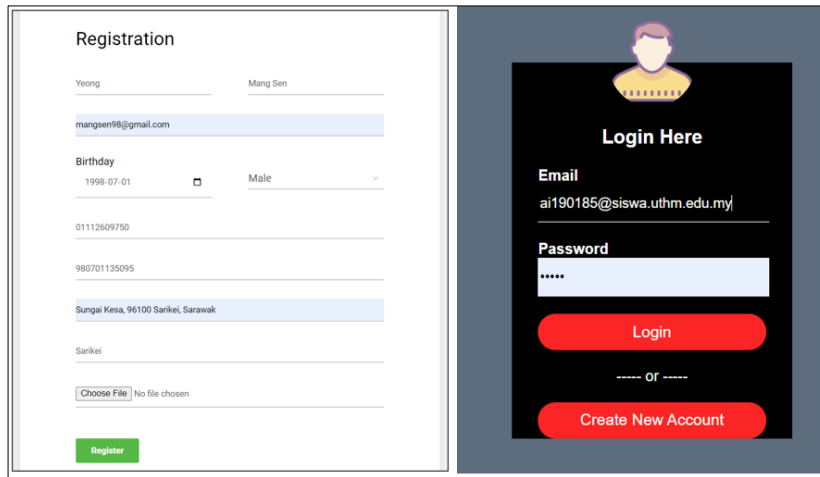 Registration
Yeong Mang Sen
mangsen98@gmail.com
Birthday
1998-07-01 Male
01112609750
980701135095
Sungai Kesa, 96100 Sarikei, Sarawak
Sarikei
Choose File No file chosen
Register
Login Here
Email
ai190185@siswa.uthm.edu.my
Password
•••••
Login
----- or -----
Create New Account